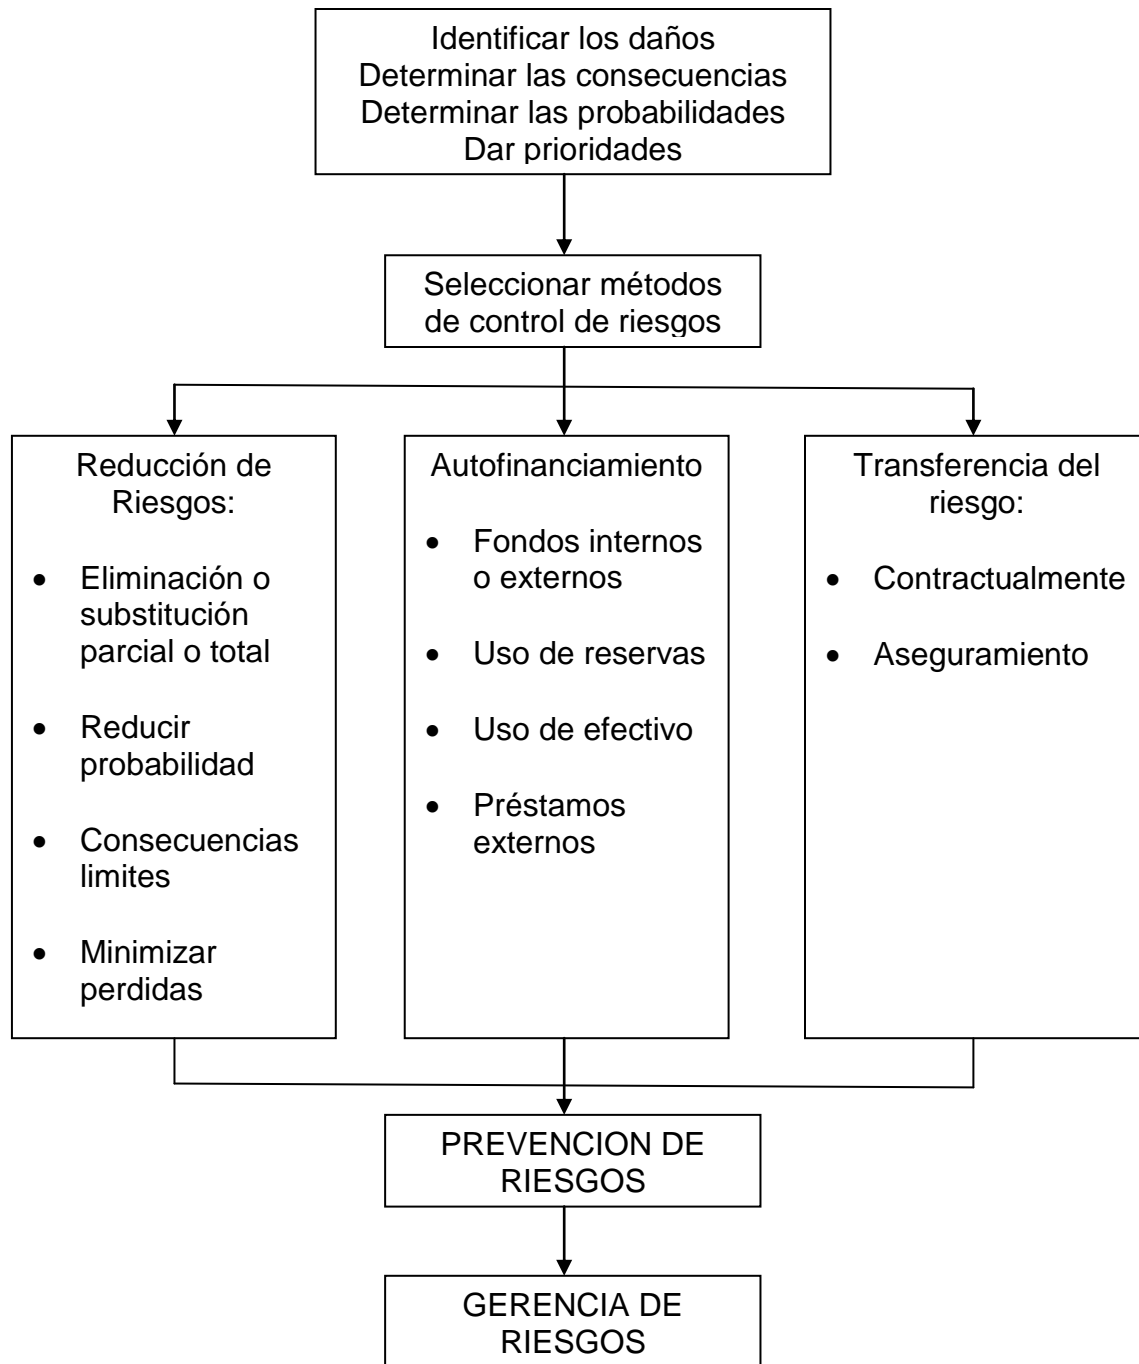 Identificar los daños
Determinar las consecuencias
Determinar las probabilidades
Dar prioridades
Seleccionar métodos
de control de riesgos
Reducción de
Riesgos:
• Eliminación o
substitución
parcial o total
• Reducir
probabilidad
• Consecuencias
limites
• Minimizar
perdidas
Autofinanciamiento
• Fondos internos
o externos
• Uso de reservas
• Uso de efectivo
• Préstamos
externos
Transferencia del
riesgo:
• Contractualmente
• Aseguramiento
PREVENCION DE
RIESGOS
GERENCIA DE
RIESGOS